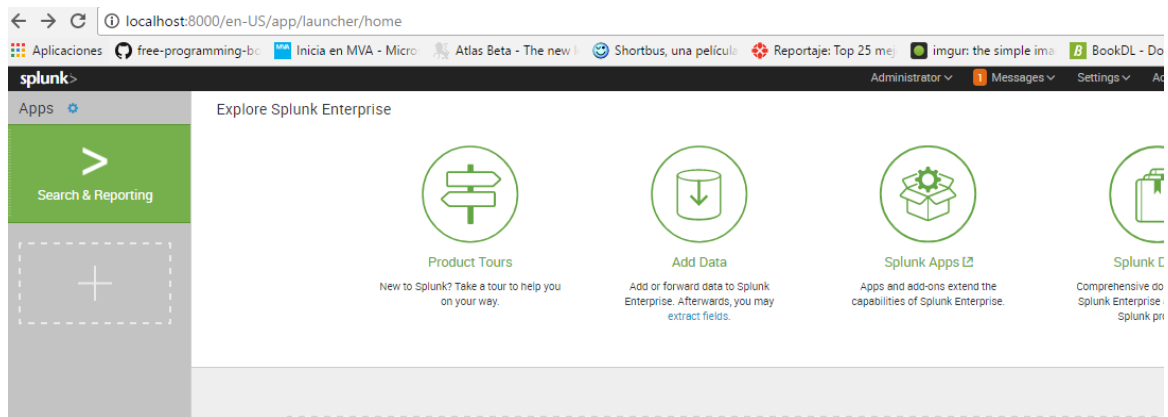 localhost:8000/en-US/app/launcher/home
Aplicaciones free-programming-bo Inicia en MVA - Micro Atlas Beta - The new Shortbus, una película Reportaje: Top 25 mej imgur: the simple ima BookDL - Do
splunk> Administrator 1 Messages Settings Ac
Apps
Explore Splunk Enterprise
>
Search & Reporting
Product Tours
New to Splunk? Take a tour to help you
on your way.
Add Data
Add or forward data to Splunk
Enterprise. Afterwards, you may
extract fields.
Splunk Apps
Apps and add-ons extend the
capabilities of Splunk Enterprise.
Splunk D
Comprehensive do
Splunk Enterprise
Splunk pro